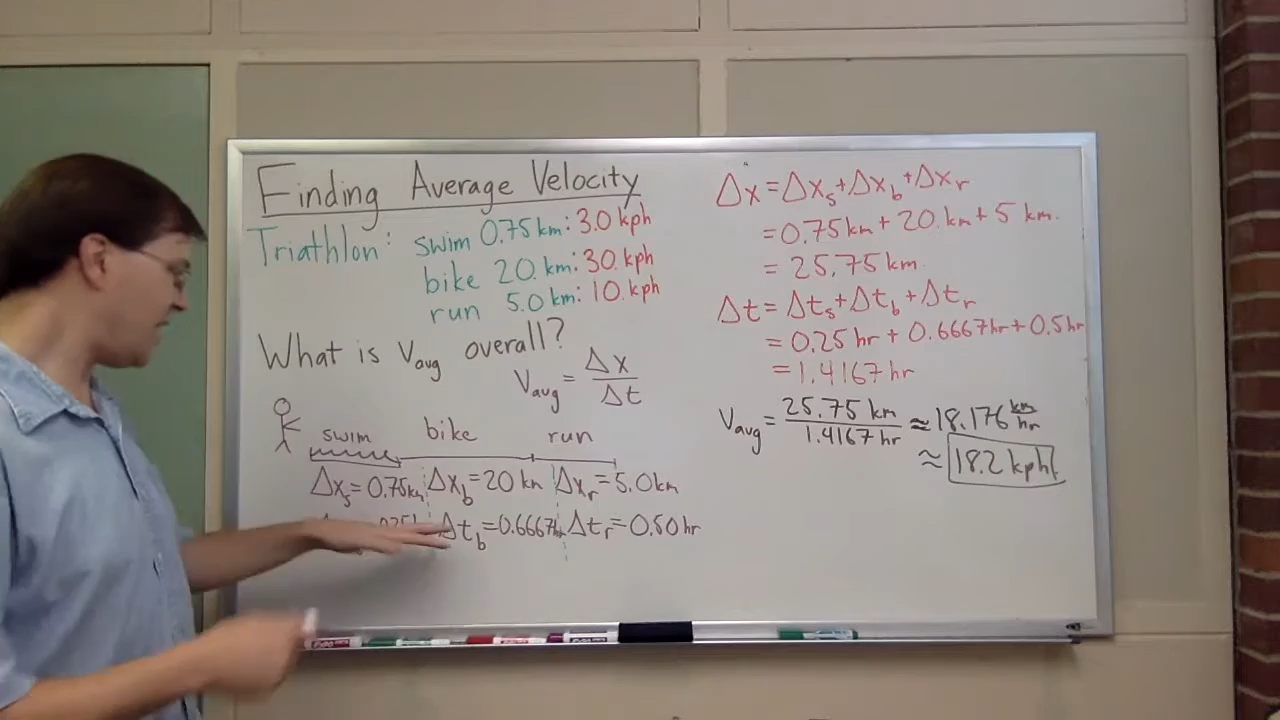 Finding Average Velocity
Triathlon: swim 0.75 km: 3.0 kph
bike 20. km: 30. kph
run 5.0 km: 10. kph
What is Vavg overall?
Vavg = Δx/Δt
swim bike run
Δxs = 0.75 km Δxb = 20 km Δxr = 5.0 km
Δtb = 0.6667 hr Δtr = 0.50 hr
Δx = Δxs + Δxb + Δxr
= 0.75 km + 20. km + 5 km.
= 25.75 km
Δt = Δts + Δtb + Δtr
= 0.25 hr + 0.6667 hr + 0.5 hr
= 1.4167 hr
Vavg = 25.75 km / 1.4167 hr ≈ 18.176 km/hr
≈ 18.2 kph